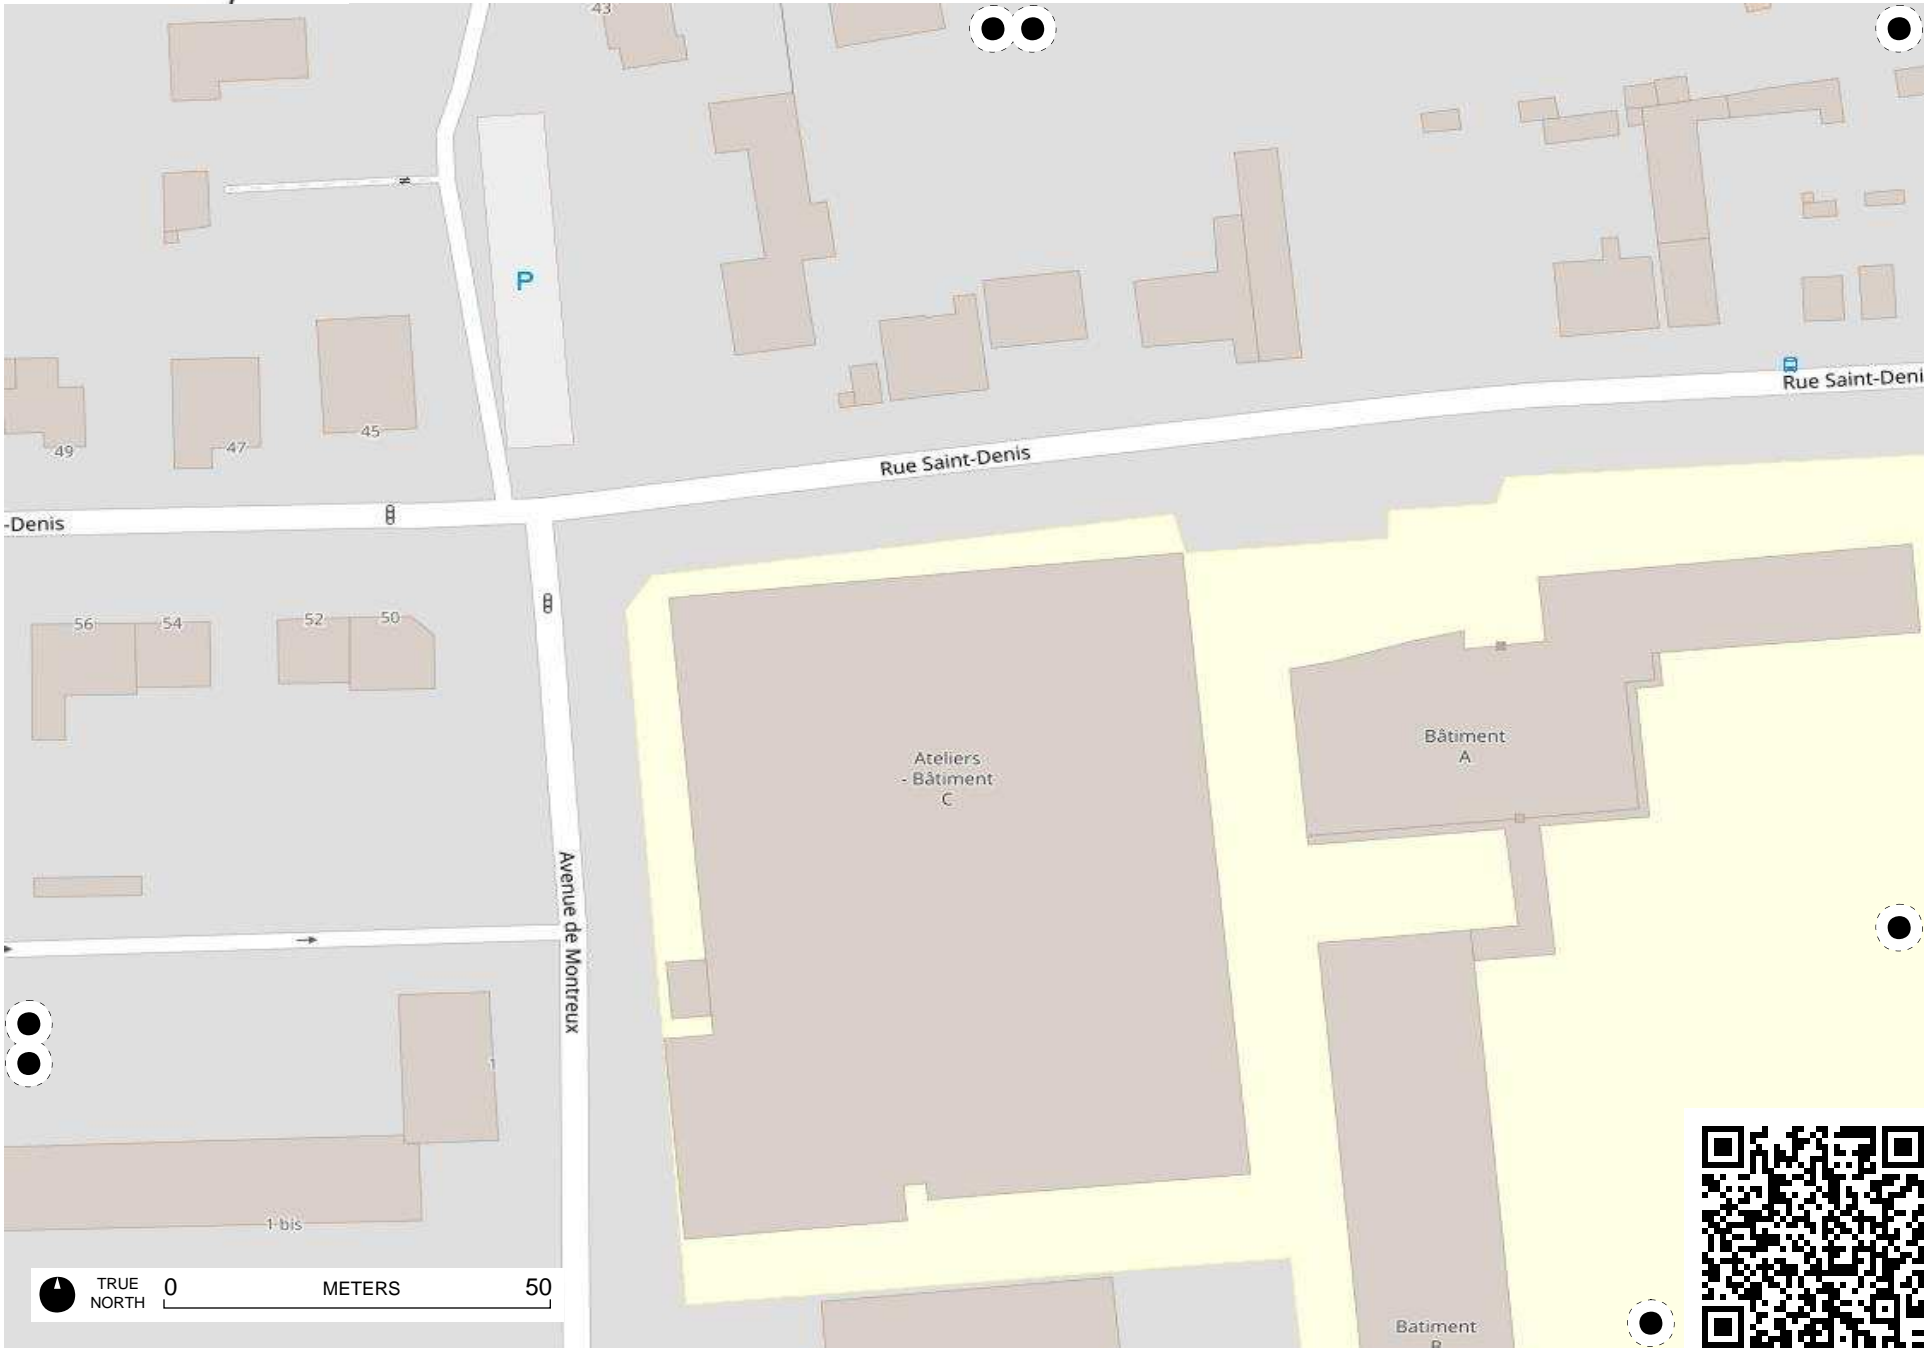 43
P
Rue Saint-Deni
45
47
49
Rue Saint-Denis
-Denis
56
54
52
50
Bâtiment
A
Ateliers
- Bâtiment
C
Avenue de Montreux
1
1 bis
TRUE
NORTH
0
METERS
50
Batiment
B